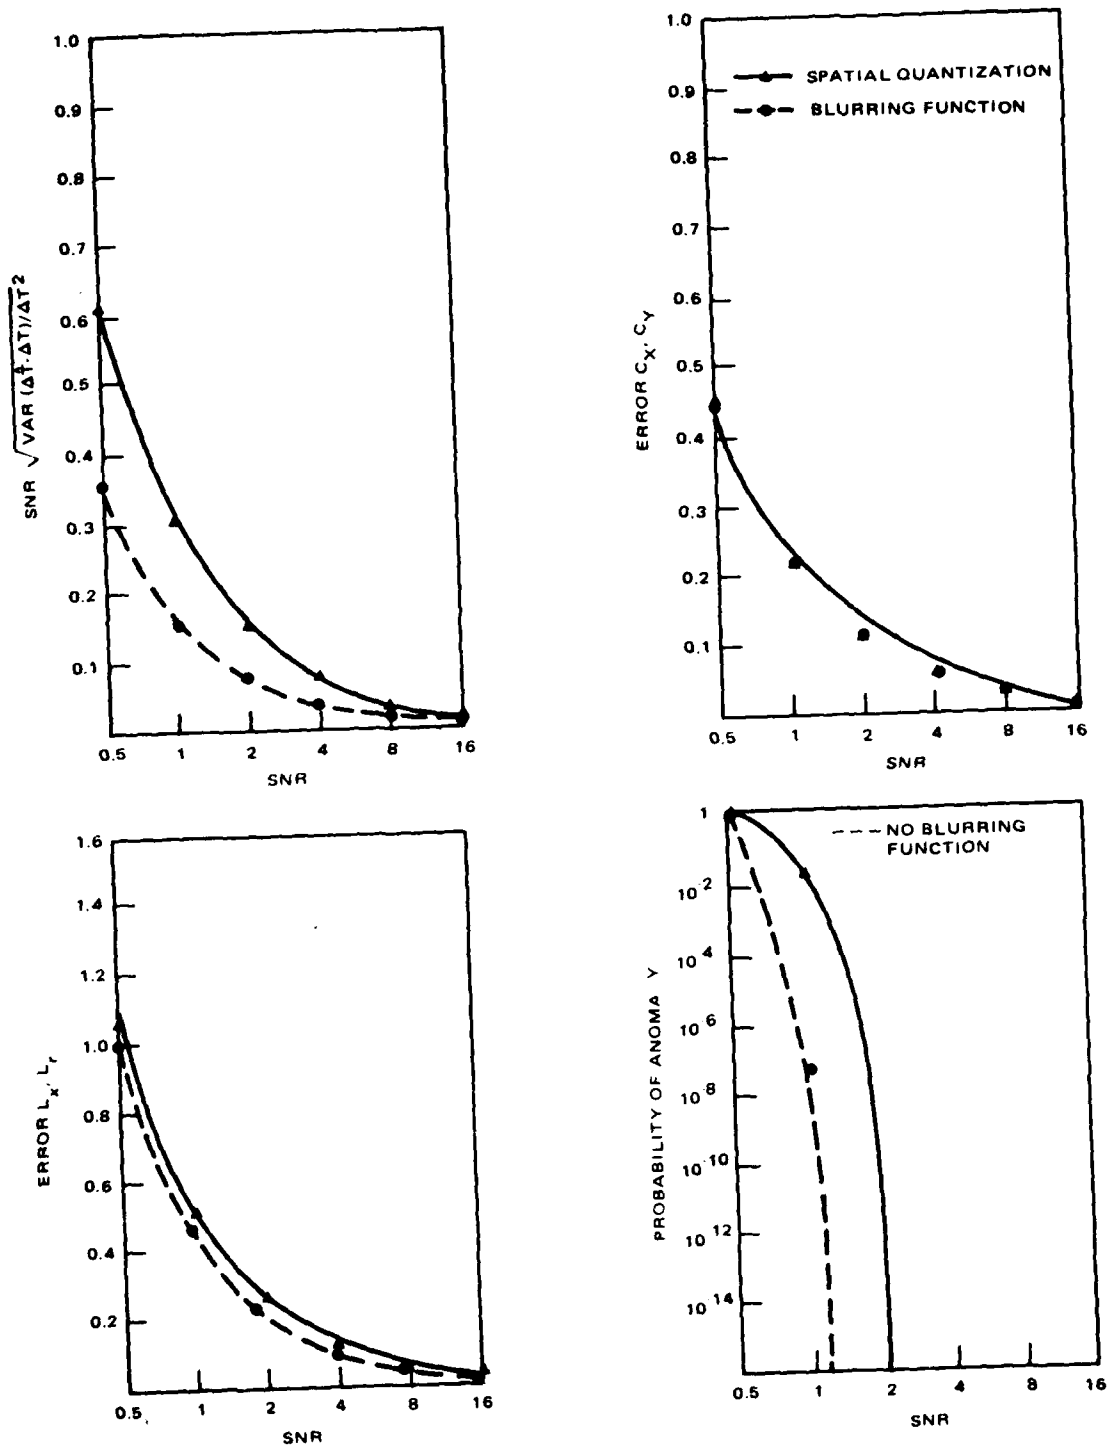 1.0
0.9
0.8
0.7
0.6
0.5
0.4
0.3
0.2
0.1
SNR √VAR (ΔT̂-ΔT)/ΔT²
0.5 1 2 4 8 16
SNR
1.0
0.9
0.8
0.7
0.6
0.5
0.4
0.3
0.2
0.1
ERROR Cx, CY
SPATIAL QUANTIZATION
BLURRING FUNCTION
0.5 1 2 4 8 16
SNR
1.6
1.4
1.2
1.0
0.8
0.6
0.4
0.2
ERROR Lx, Lr
0.5 1 2 4 8 16
SNR
1
10-2
10-4
10 6
10-8
10-10
10 12
10 14
PROBABILITY OF ANOMA Y
---NO BLURRING
FUNCTION
0.5 1 2 4 8 16
SNR